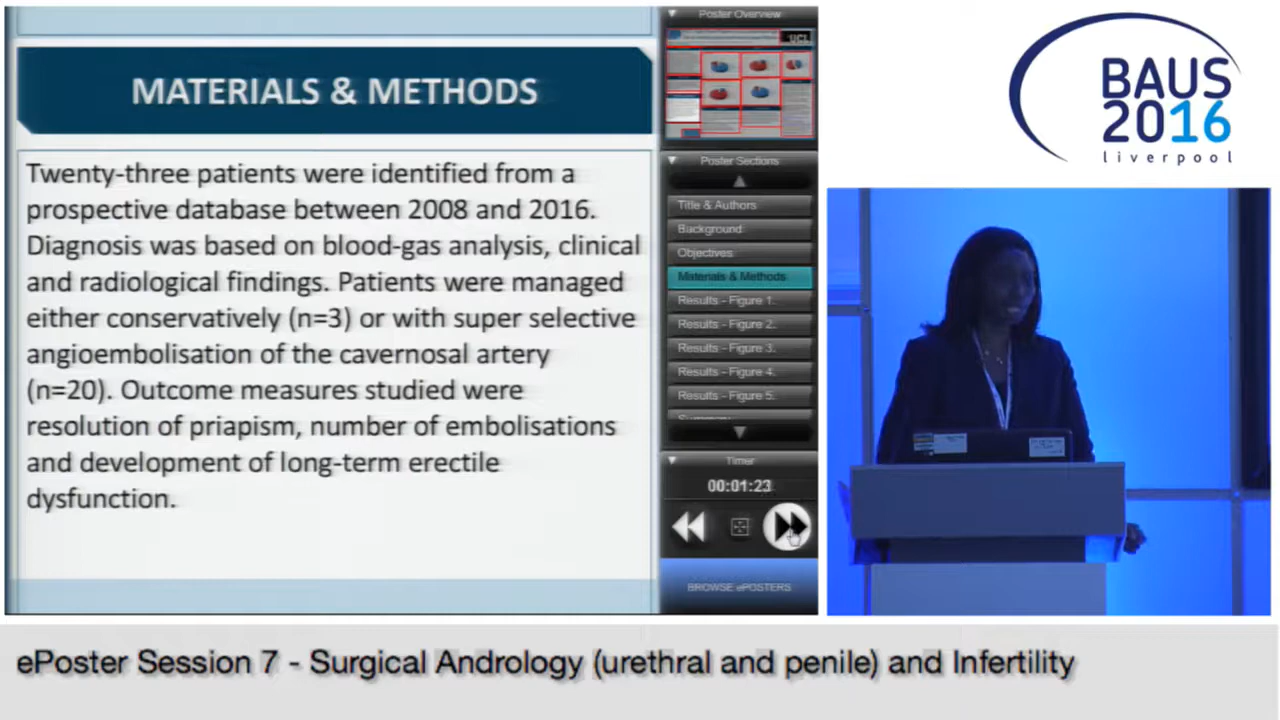 MATERIALS & METHODS
Twenty-three patients were identified from a
prospective database between 2008 and 2016.
Diagnosis was based on blood-gas analysis, clinical
and radiological findings. Patients were managed
either conservatively (n=3) or with super selective
angioembolisation of the cavernosal artery
(n=20). Outcome measures studied were
resolution of priapism, number of embolisations
and development of long-term erectile
dysfunction.
Poster Overview
UCL
Poster Sections
Title & Authors
Background
Objectives
Materials & Methods
Results - Figure 1.
Results - Figure 2.
Results - Figure 3.
Results - Figure 4.
Results - Figure 5.
Summary
Timer
00:01:23
BROWSE ePOSTERS
BAUS
2016
liverpool
ePoster Session 7 - Surgical Andrology (urethral and penile) and Infertility